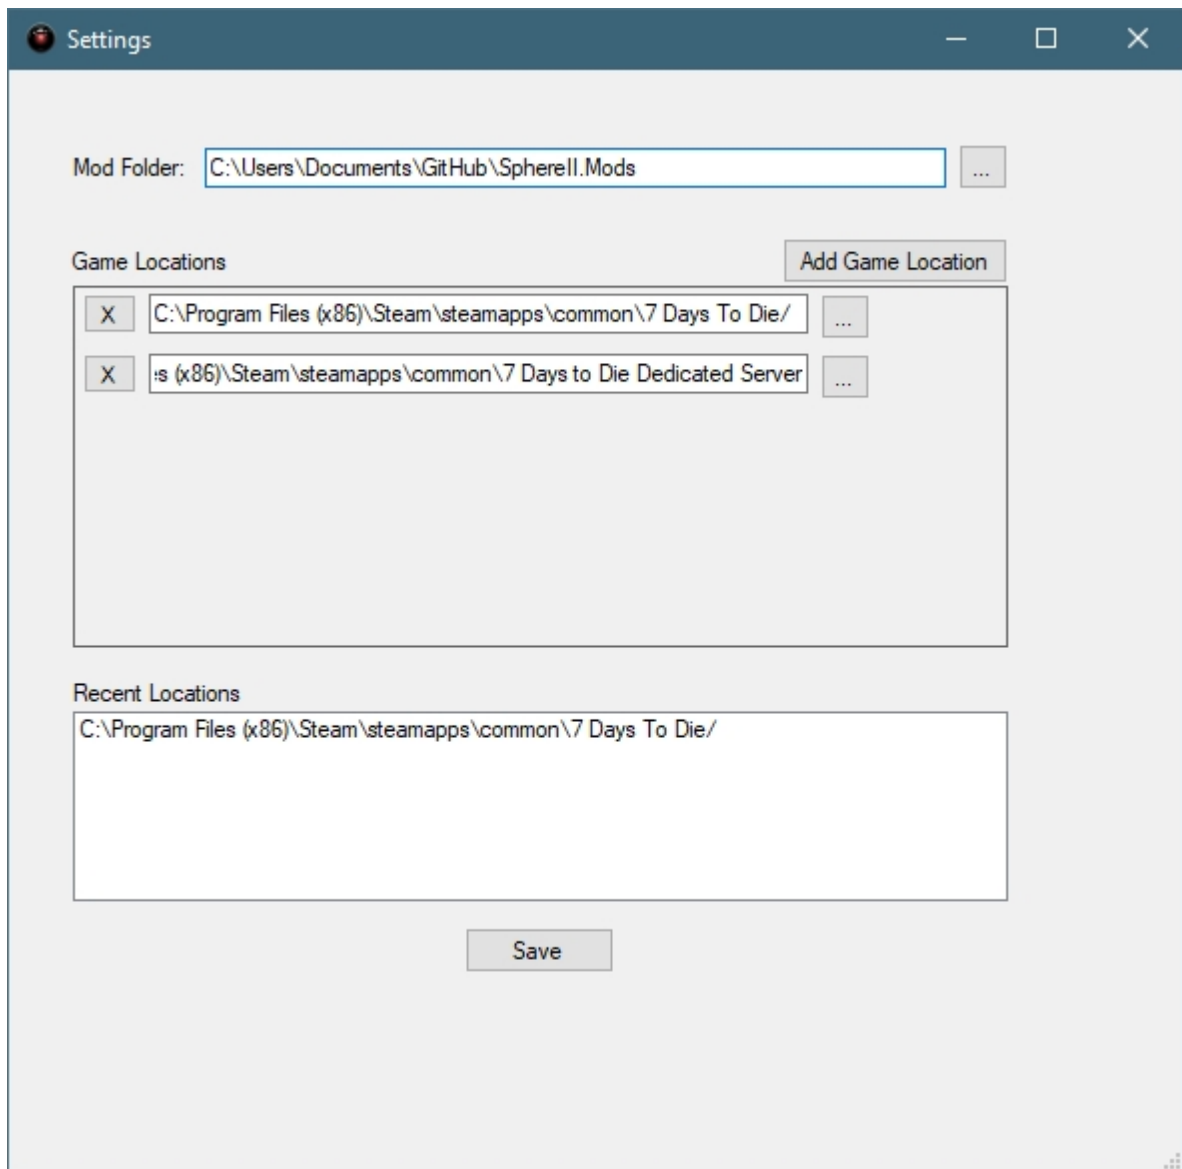 Settings
Mod Folder: C:\Users\Documents\GitHub\SphereII.Mods ...
Game Locations Add Game Location
X C:\Program Files (x86)\Steam\steamapps\common\7 Days To Die/ ...
X s (x86)\Steam\steamapps\common\7 Days to Die Dedicated Server ...
Recent Locations
C:\Program Files (x86)\Steam\steamapps\common\7 Days To Die/
Save